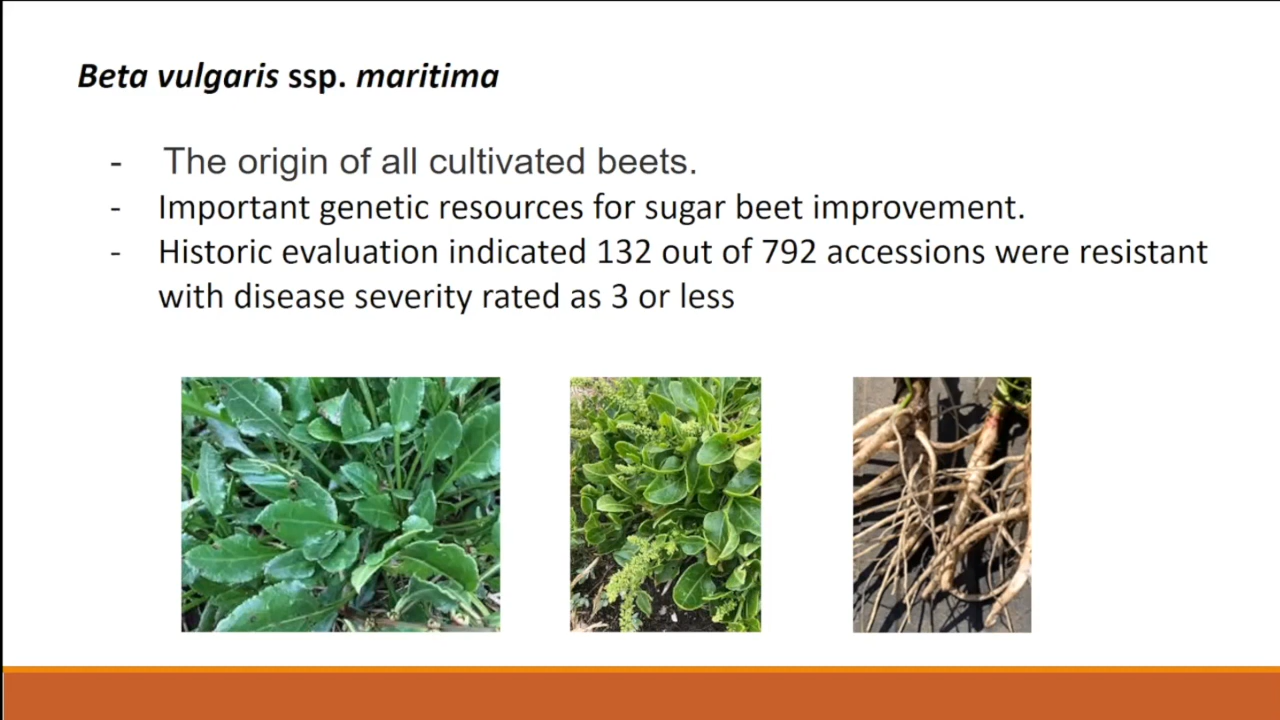 Beta vulgaris ssp. maritima
- The origin of all cultivated beets.
- Important genetic resources for sugar beet improvement.
- Historic evaluation indicated 132 out of 792 accessions were resistant
with disease severity rated as 3 or less